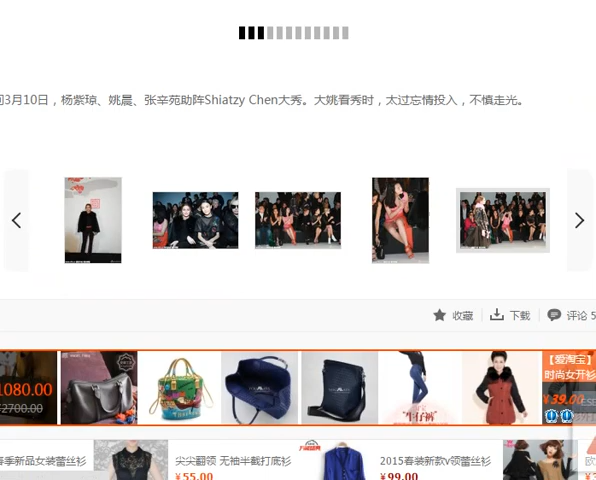 3月10日，杨紫琼、姚晨、张辛苑助阵Shiatzy Chen大秀。大姚看秀时，太过忘情投入，不慎走光。
收藏 下载 评论 5
1080.00
¥2700.00
牛仔裤
【爱淘宝】
时尚女开衫
¥39.00
春季新品女装蕾丝衫
尖尖翻领 无袖半截打底衫
¥55.00
2015春装新款V领蕾丝衫
¥99.00